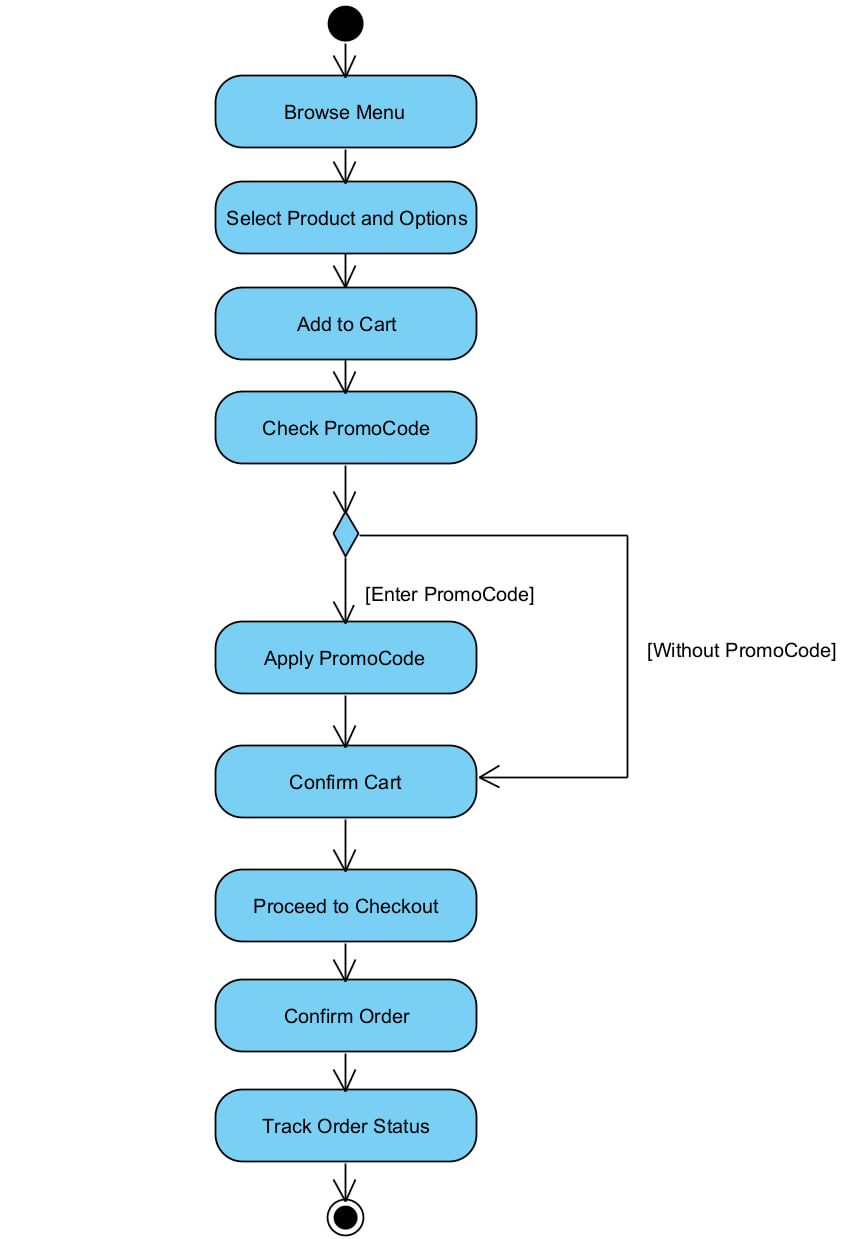 Browse Menu
Select Product and Options
Add to Cart
Check PromoCode
[Enter PromoCode]
[Without PromoCode]
Apply PromoCode
Confirm Cart
Proceed to Checkout
Confirm Order
Track Order Status